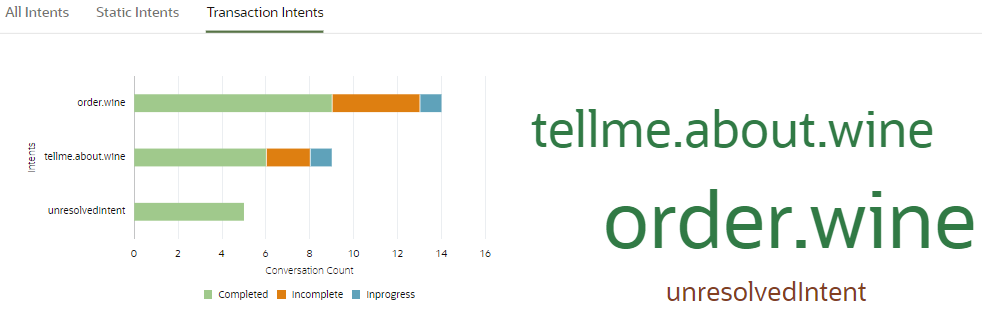 All Intents Static Intents Transaction Intents
order.wine
tellme.about.wine
unresolvedIntent
Intents
0 2 4 6 8 10 12 14 16
Conversation Count
Completed Incomplete Inprogress
tellme.about.wine
order.wine
unresolvedIntent